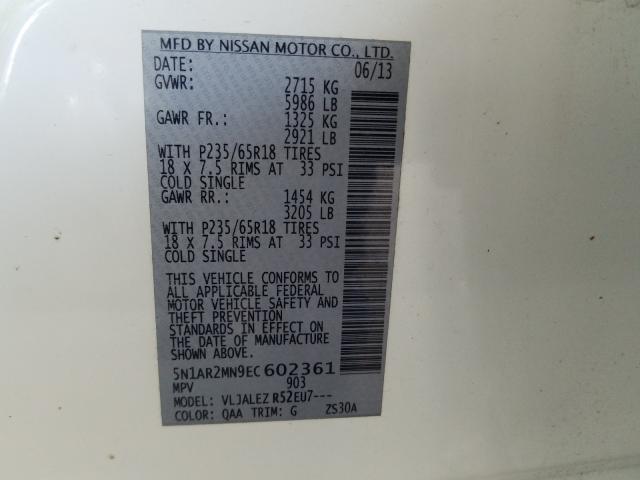 MFD BY NISSAN MOTOR CO., LTD.
DATE: 06/13
GVWR: 2715 KG
5986 LB
GAWR FR.: 1325 KG
2921 LB
WITH P235/65R18 TIRES
18 X 7.5 RIMS AT 33 PSI
COLD SINGLE
GAWR RR.: 1454 KG
3205 LB
WITH P235/65R18 TIRES
18 X 7.5 RIMS AT 33 PSI
COLD SINGLE
THIS VEHICLE CONFORMS TO
ALL APPLICABLE FEDERAL
MOTOR VEHICLE SAFETY AND
THEFT PREVENTION
STANDARDS IN EFFECT ON THE
DATE OF MANUFACTURE
SHOWN ABOVE.
5N1AR2MN9EC602361
MPV 903
MODEL: VLJALEZ R52EU7---
COLOR: QAA TRIM: G ZS30A